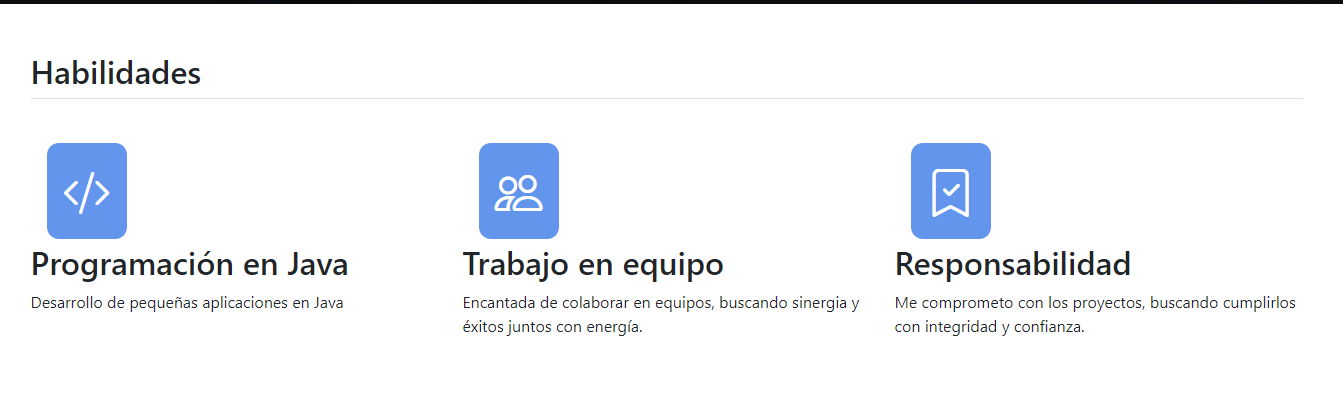 Habilidades
Programación en Java
Desarrollo de pequeñas aplicaciones en Java
Trabajo en equipo
Encantada de colaborar en equipos, buscando sinergia y
éxitos juntos con energía.
Responsabilidad
Me comprometo con los proyectos, buscando cumplirlos
con integridad y confianza.